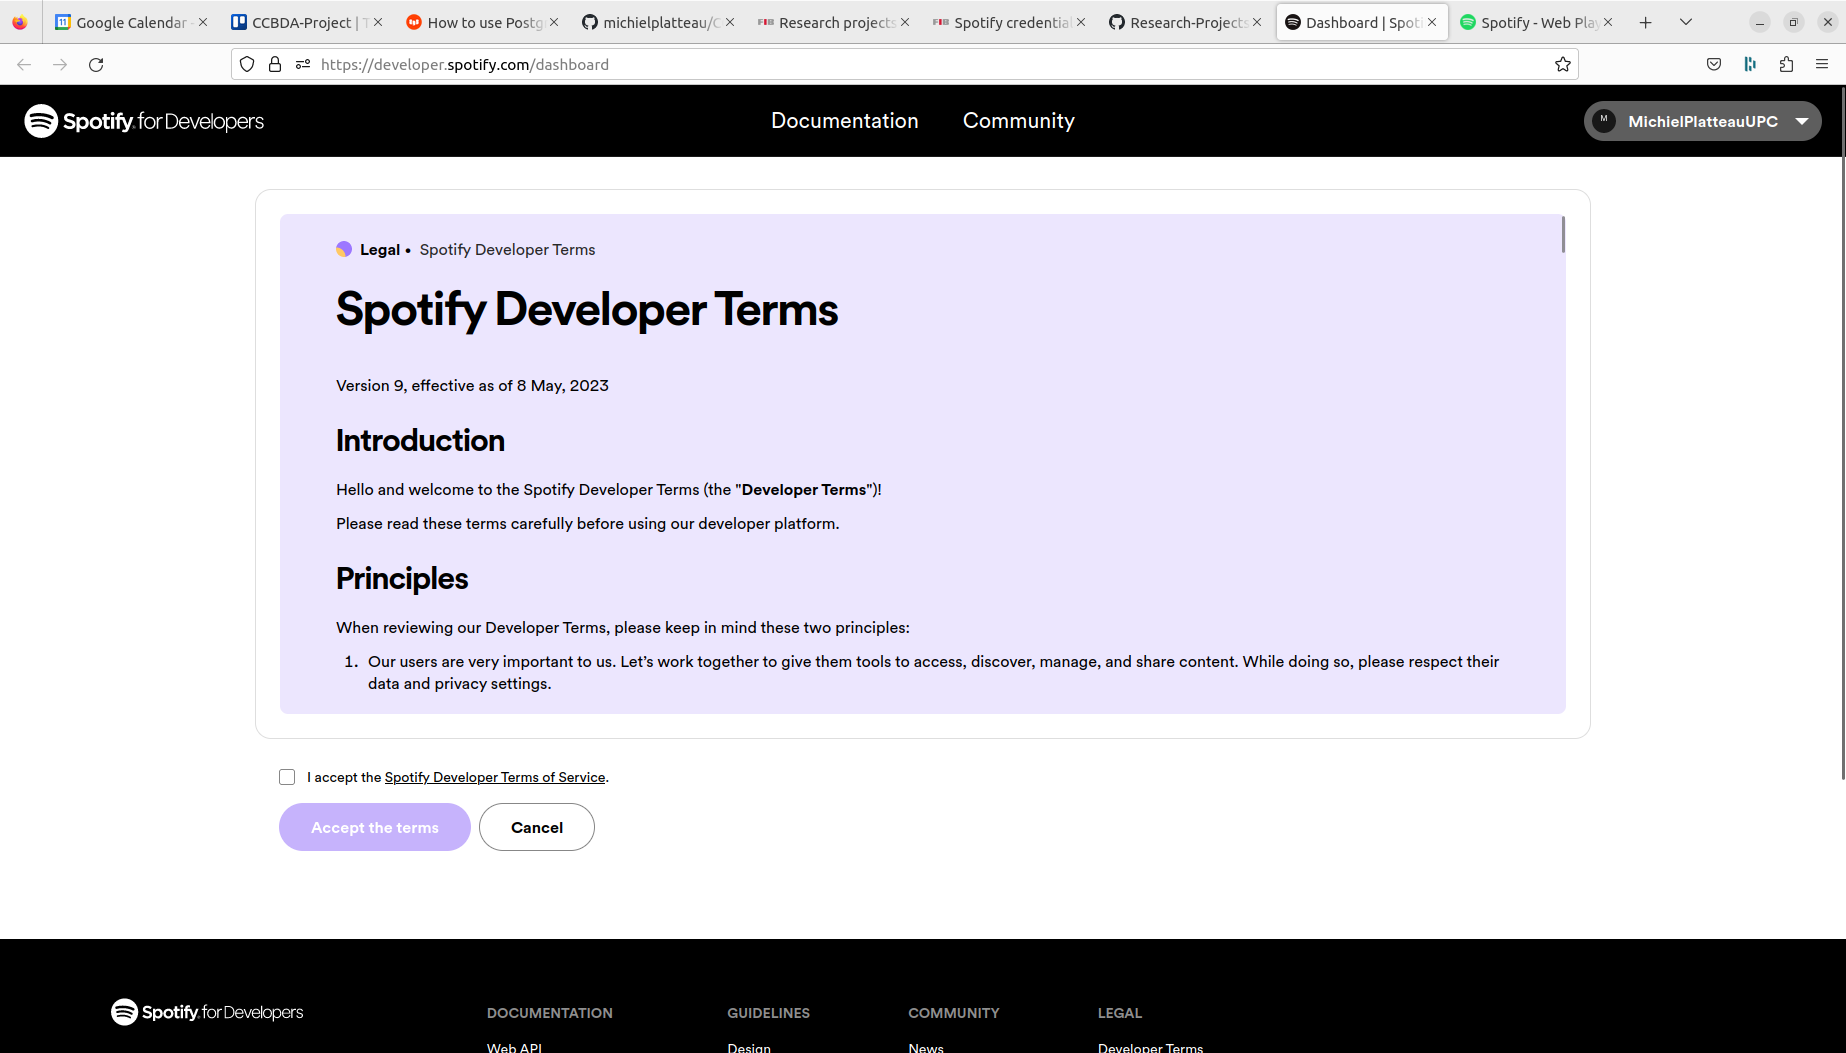 Google Calendar -
CCBDA-Project | T
How to use Postg
michielplatteau/C
FIB Research projects
FIB Spotify credential
Research-Projects
Dashboard | Spoti
Spotify - Web Play
https://developer.spotify.com/dashboard
Spotify for Developers
Documentation
Community
M MichielPlatteauUPC
Legal • Spotify Developer Terms
Spotify Developer Terms
Version 9, effective as of 8 May, 2023
Introduction
Hello and welcome to the Spotify Developer Terms (the "Developer Terms")!
Please read these terms carefully before using our developer platform.
Principles
When reviewing our Developer Terms, please keep in mind these two principles:
1. Our users are very important to us. Let’s work together to give them tools to access, discover, manage, and share content. While doing so, please respect their
data and privacy settings.
I accept the Spotify Developer Terms of Service.
Accept the terms
Cancel
Spotify for Developers
DOCUMENTATION
GUIDELINES
COMMUNITY
LEGAL
Web API
Design
News
Developer Terms